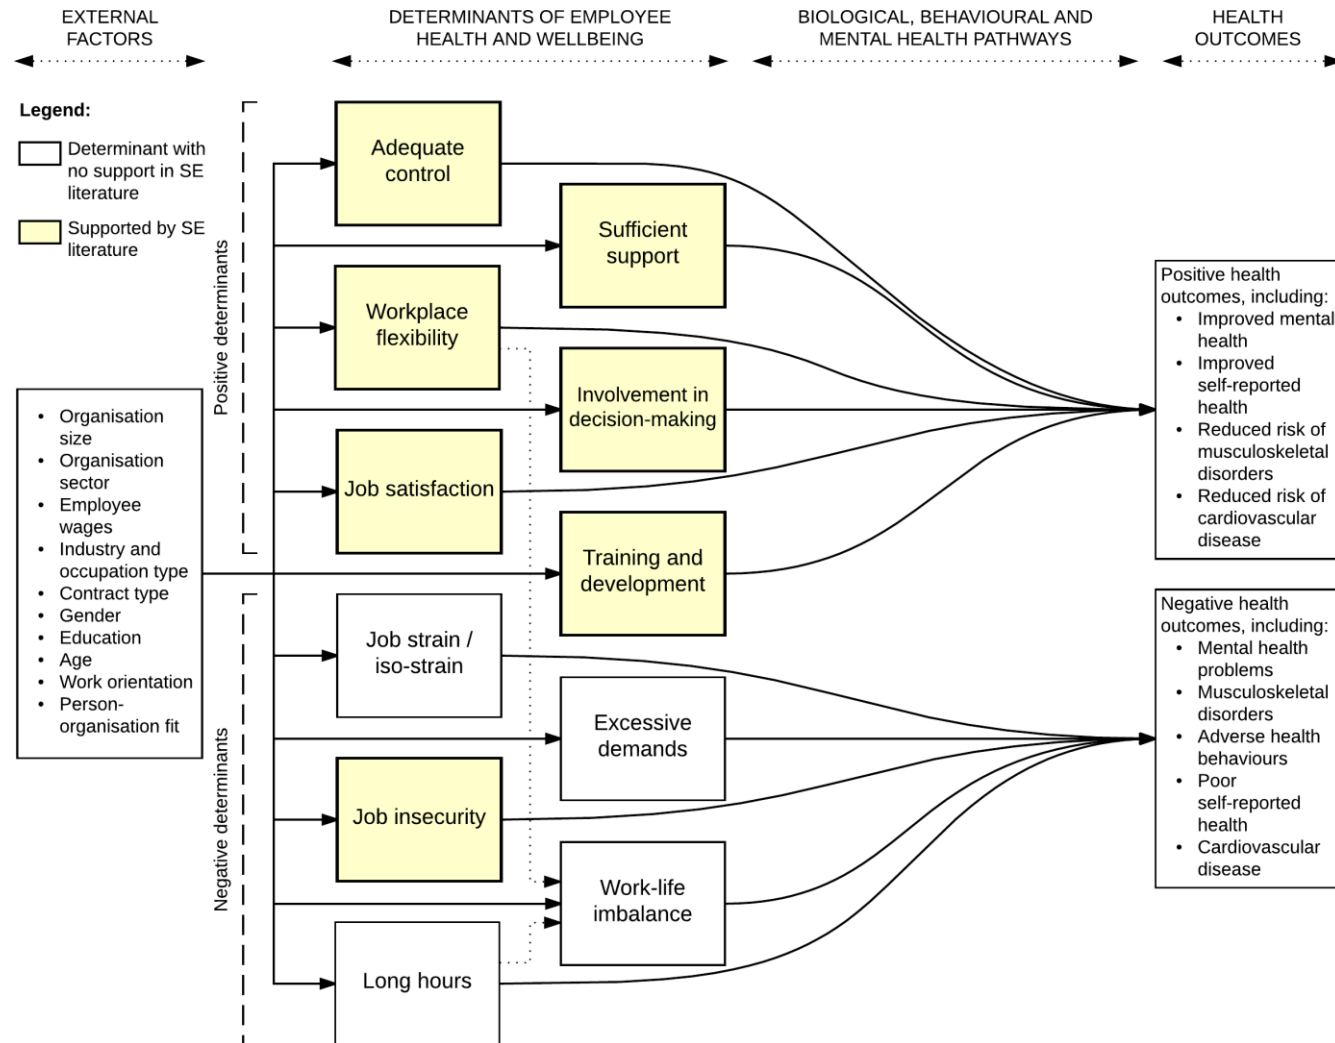 EXTERNAL
FACTORS
DETERMINANTS OF EMPLOYEE
HEALTH AND WELLBEING
BIOLOGICAL, BEHAVIOURAL AND
MENTAL HEALTH PATHWAYS
HEALTH
OUTCOMES
Legend:
Determinant with
no support in SE
literature
Supported by SE
literature
Positive determinants
Negative determinants
• Organisation
size
• Organisation
sector
• Employee
wages
• Industry and
occupation type
• Contract type
• Gender
• Education
• Age
• Work orientation
• Person-
organisation fit
Adequate
control
Sufficient
support
Workplace
flexibility
Involvement in
decision-making
Job satisfaction
Training and
development
Job strain /
iso-strain
Excessive
demands
Job insecurity
Work-life
imbalance
Long hours
Positive health
outcomes, including:
• Improved mental
health
• Improved
self-reported
health
• Reduced risk of
musculoskeletal
disorders
• Reduced risk of
cardiovascular
disease
Negative health
outcomes, including:
• Mental health
problems
• Musculoskeletal
disorders
• Adverse health
behaviours
• Poor
self-reported
health
• Cardiovascular
disease